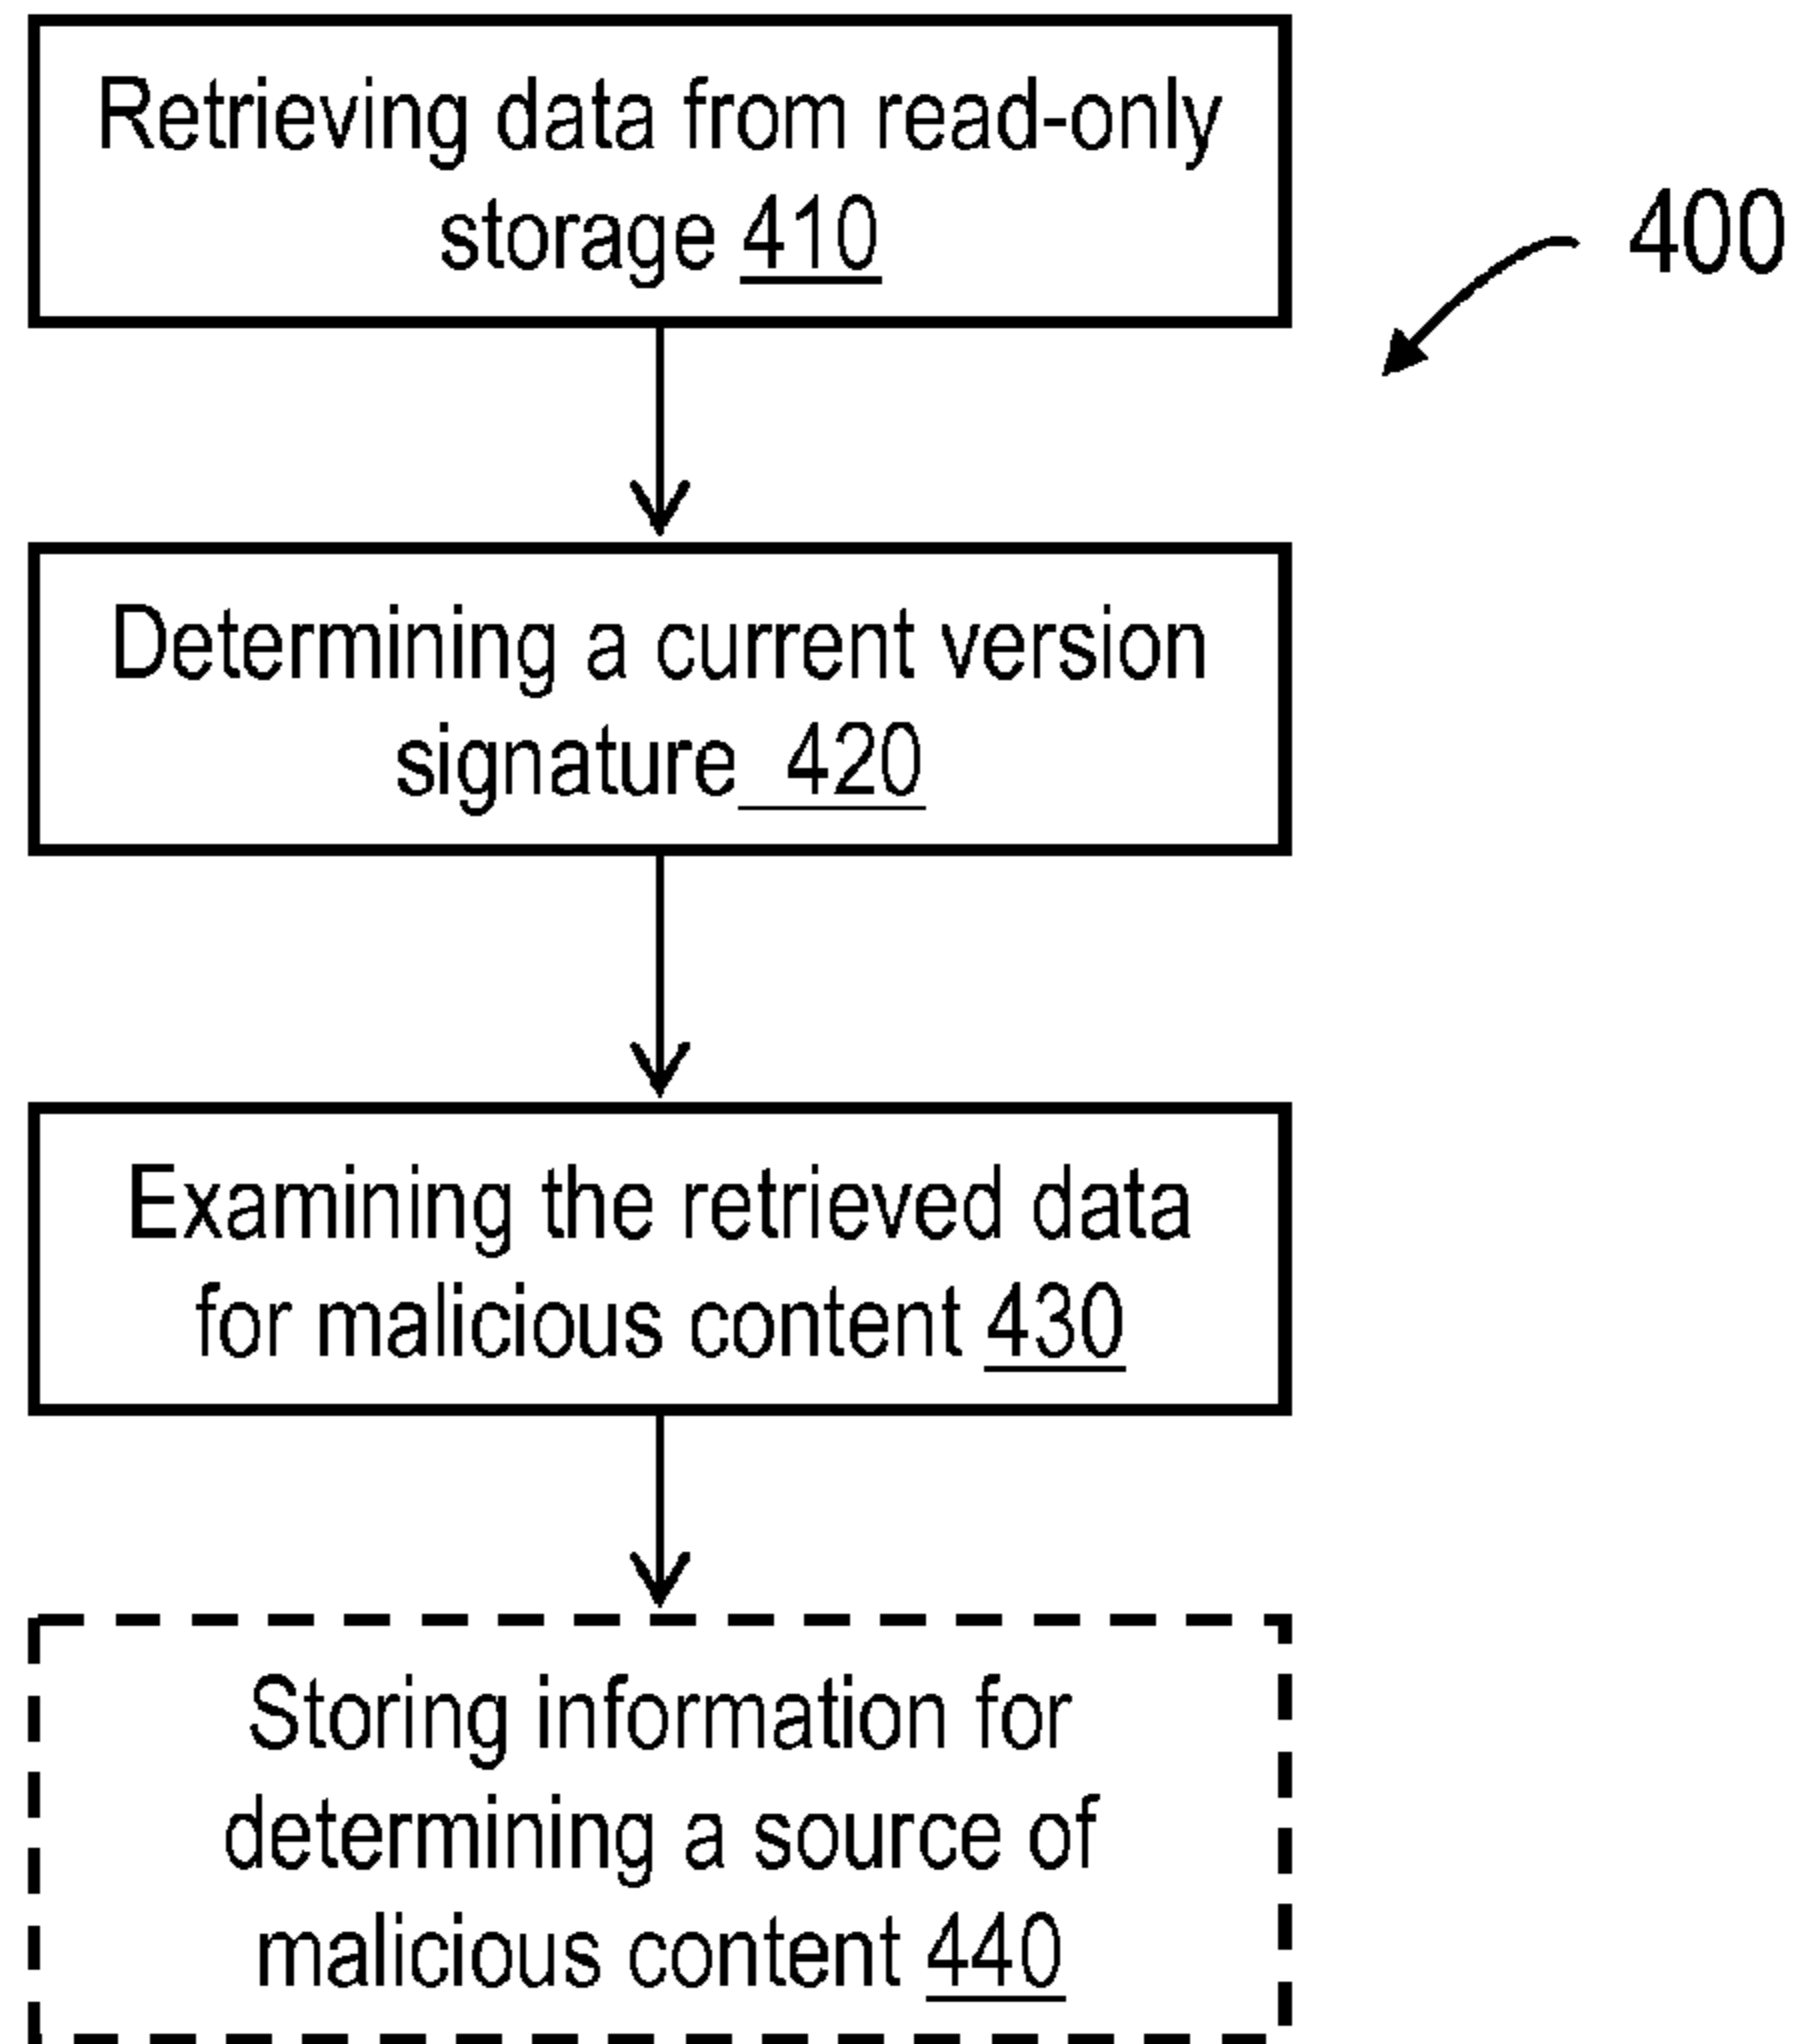 Retrieving data from read-only
storage 410
400
Determining a current version
signature 420
Examining the retrieved data
for malicious content 430
Storing information for
determining a source of
malicious content 440